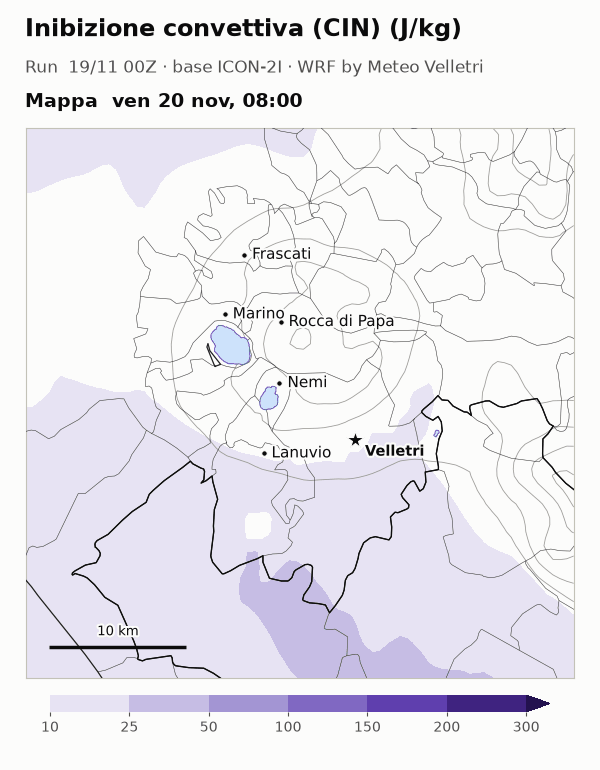 Inibizione convettiva (CIN) (J/kg)
Run  19/11 00Z · base ICON-2I · WRF by Meteo Velletri
Mappa  ven 20 nov, 08:00
Frascati
Marino
Rocca di Papa
Nemi
Velletri
Lanuvio
10 km
10 25 50 100 150 200 300